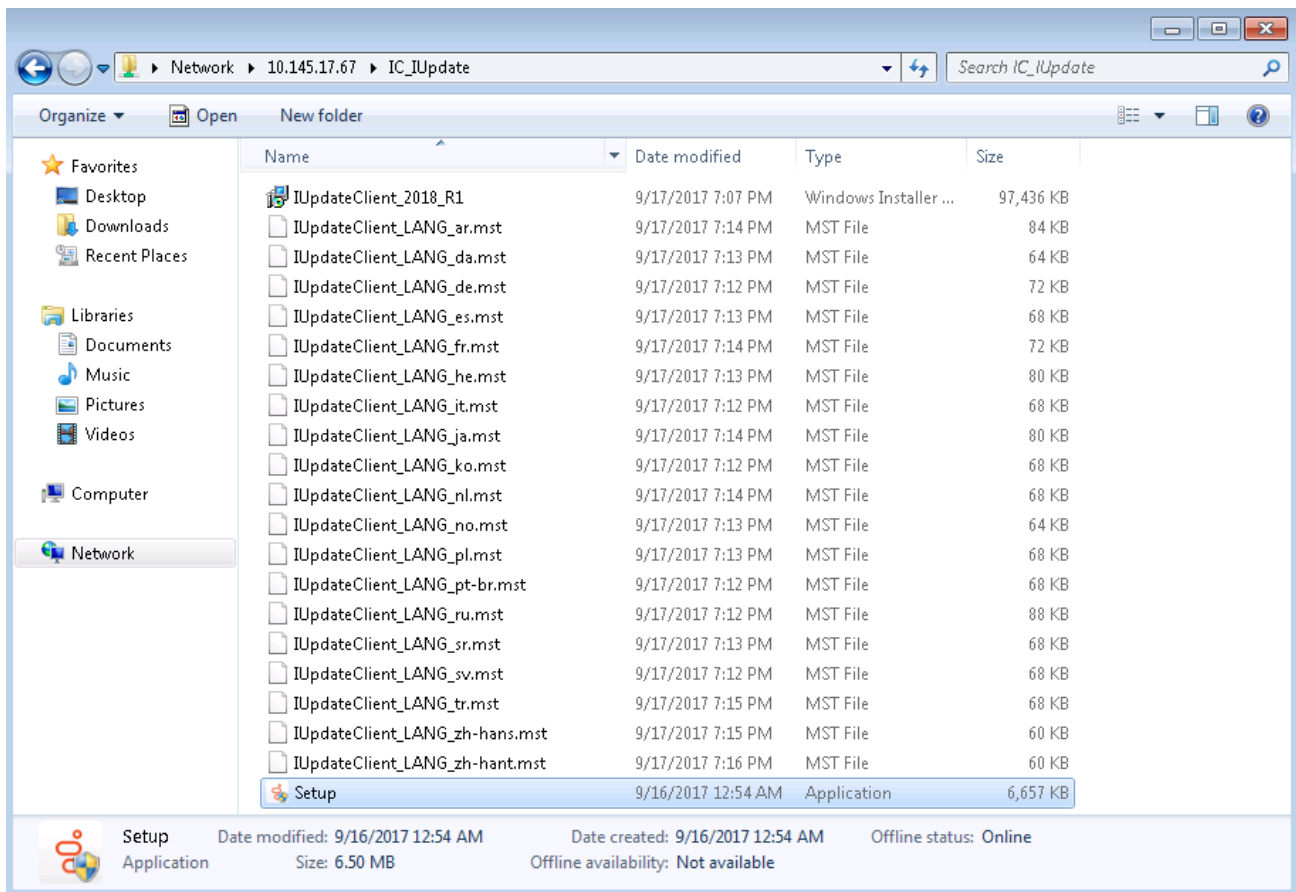 Network ▸ 10.145.17.67 ▸ IC_IUpdate Search IC_IUpdate
Organize Open New folder
Favorites
Desktop
Downloads
Recent Places
Libraries
Documents
Music
Pictures
Videos
Computer
Network
Name Date modified Type Size
IUpdateClient_2018_R1 9/17/2017 7:07 PM Windows Installer ... 97,436 KB
IUpdateClient_LANG_ar.mst 9/17/2017 7:14 PM MST File 84 KB
IUpdateClient_LANG_da.mst 9/17/2017 7:13 PM MST File 64 KB
IUpdateClient_LANG_de.mst 9/17/2017 7:12 PM MST File 72 KB
IUpdateClient_LANG_es.mst 9/17/2017 7:13 PM MST File 68 KB
IUpdateClient_LANG_fr.mst 9/17/2017 7:14 PM MST File 72 KB
IUpdateClient_LANG_he.mst 9/17/2017 7:13 PM MST File 80 KB
IUpdateClient_LANG_it.mst 9/17/2017 7:12 PM MST File 68 KB
IUpdateClient_LANG_ja.mst 9/17/2017 7:14 PM MST File 80 KB
IUpdateClient_LANG_ko.mst 9/17/2017 7:12 PM MST File 68 KB
IUpdateClient_LANG_nl.mst 9/17/2017 7:14 PM MST File 68 KB
IUpdateClient_LANG_no.mst 9/17/2017 7:13 PM MST File 64 KB
IUpdateClient_LANG_pl.mst 9/17/2017 7:13 PM MST File 68 KB
IUpdateClient_LANG_pt-br.mst 9/17/2017 7:12 PM MST File 68 KB
IUpdateClient_LANG_ru.mst 9/17/2017 7:12 PM MST File 88 KB
IUpdateClient_LANG_sr.mst 9/17/2017 7:13 PM MST File 68 KB
IUpdateClient_LANG_sv.mst 9/17/2017 7:12 PM MST File 68 KB
IUpdateClient_LANG_tr.mst 9/17/2017 7:15 PM MST File 68 KB
IUpdateClient_LANG_zh-hans.mst 9/17/2017 7:15 PM MST File 60 KB
IUpdateClient_LANG_zh-hant.mst 9/17/2017 7:16 PM MST File 60 KB
Setup 9/16/2017 12:54 AM Application 6,657 KB
Setup Date modified: 9/16/2017 12:54 AM Date created: 9/16/2017 12:54 AM Offline status: Online
Application Size: 6.50 MB Offline availability: Not available